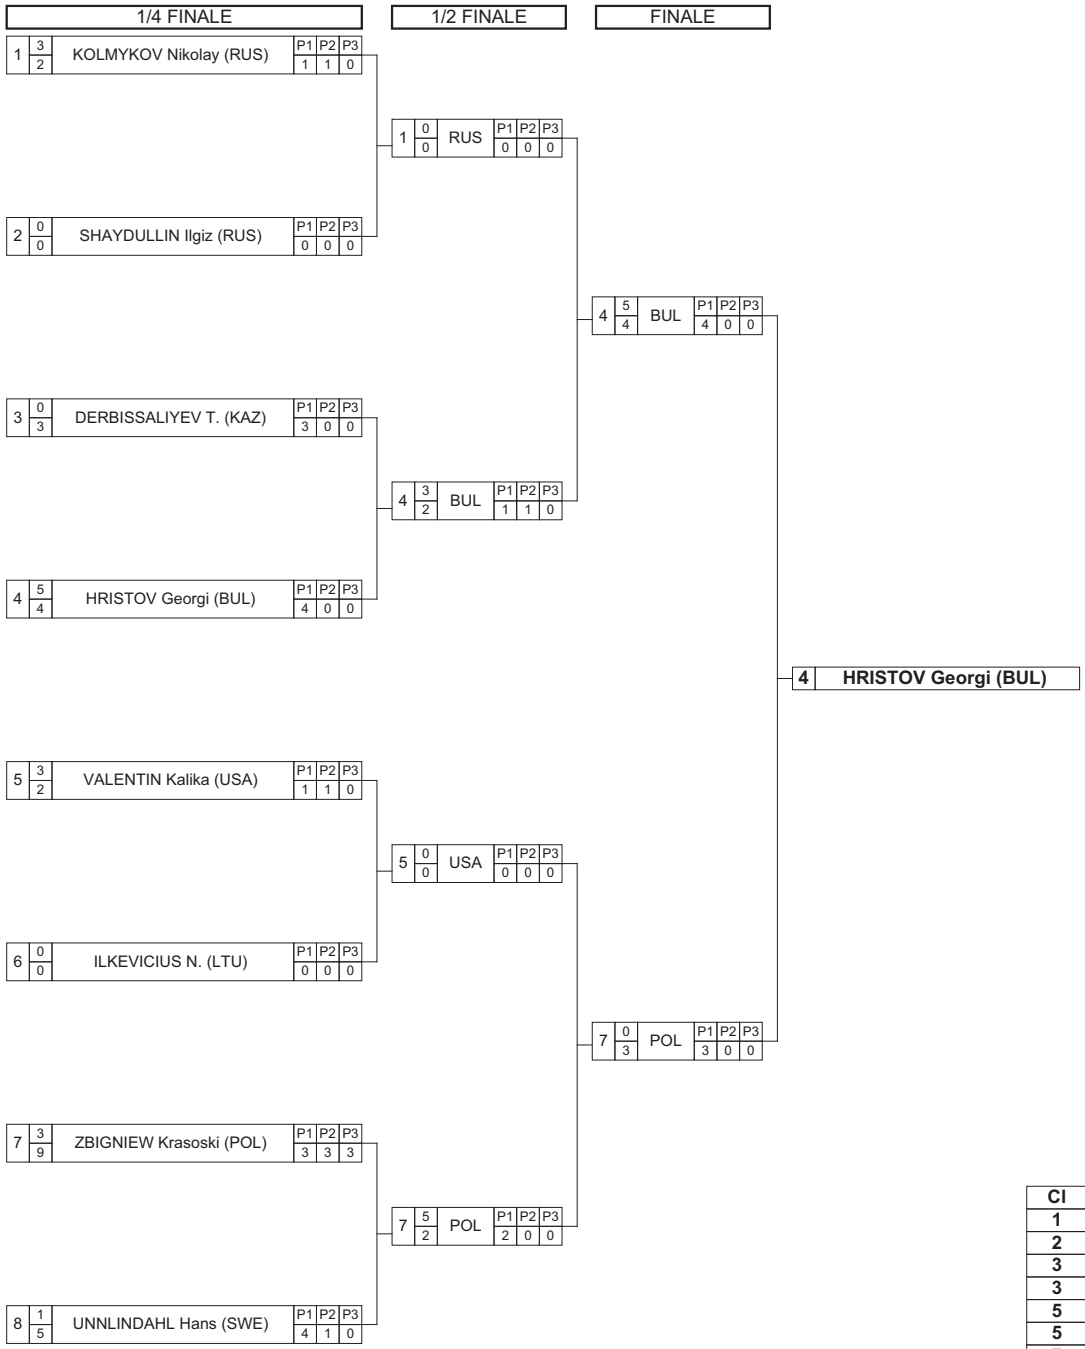 1/4 FINALE 1/2 FINALE FINALE
1 3 2 KOLMYKOV Nikolay (RUS) P1 P2 P3 1 1 0
1 0 0 RUS P1 P2 P3 0 0 0
2 0 0 SHAYDULLIN Ilgiz (RUS) P1 P2 P3 0 0 0
4 5 4 BUL P1 P2 P3 4 0 0
3 0 3 DERBISSALIYEV T. (KAZ) P1 P2 P3 3 0 0
4 3 2 BUL P1 P2 P3 1 1 0
4 5 4 HRISTOV Georgi (BUL) P1 P2 P3 4 0 0
4 HRISTOV Georgi (BUL)
5 3 2 VALENTIN Kalika (USA) P1 P2 P3 1 1 0
5 0 0 USA P1 P2 P3 0 0 0
6 0 0 ILKEVICIUS N. (LTU) P1 P2 P3 0 0 0
7 0 3 POL P1 P2 P3 3 0 0
7 3 9 ZBIGNIEW Krasoski (POL) P1 P2 P3 3 3 3
7 5 2 POL P1 P2 P3 2 0 0
8 1 5 UNNLINDAHL Hans (SWE) P1 P2 P3 4 1 0
Cl
1
2
3
3
5
5